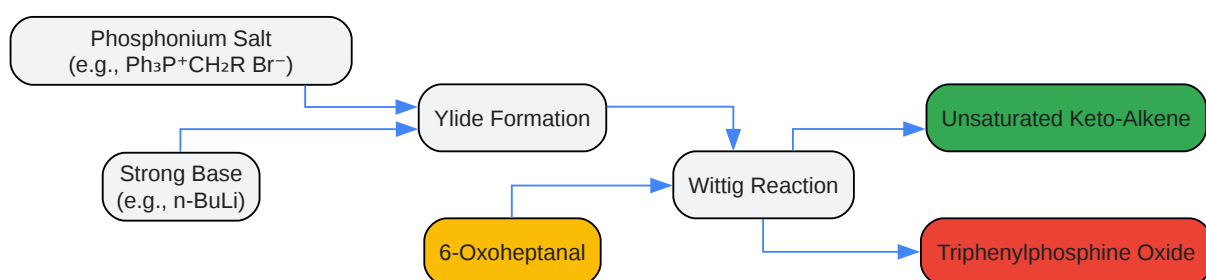 Phosphonium Salt
(e.g., Ph₃P⁺CH₂R Br⁻)
Ylide Formation
Unsaturated Keto-Alkene
Strong Base
(e.g., n-BuLi)
Wittig Reaction
6-Oxoheptanal
Triphenylphosphine Oxide